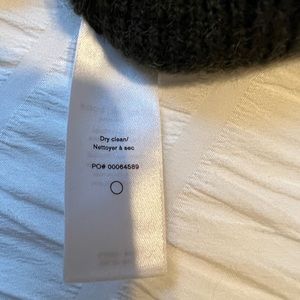 Dry clean/
Nettoyer à sec
PO# 00064589